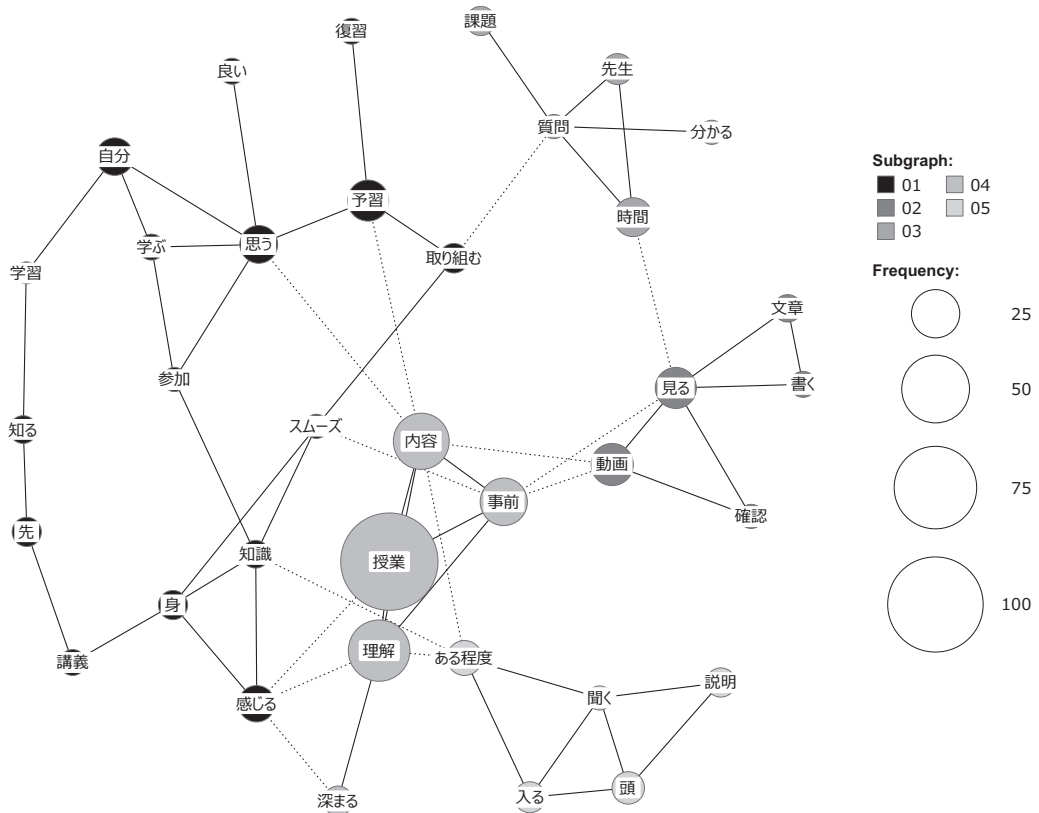 課題
復習
良い
先生
質問
分かる
自分
予習
時間
学ぶ
思う
取り組む
学習
文章
参加
見る
書く
知る
スムーズ
内容
動画
事前
確認
先
知識
授業
身
講義
理解
ある程度
感じる
聞く
説明
深まる
入る
頭
Subgraph:
01
04
02
05
03
Frequency:
25
50
75
100